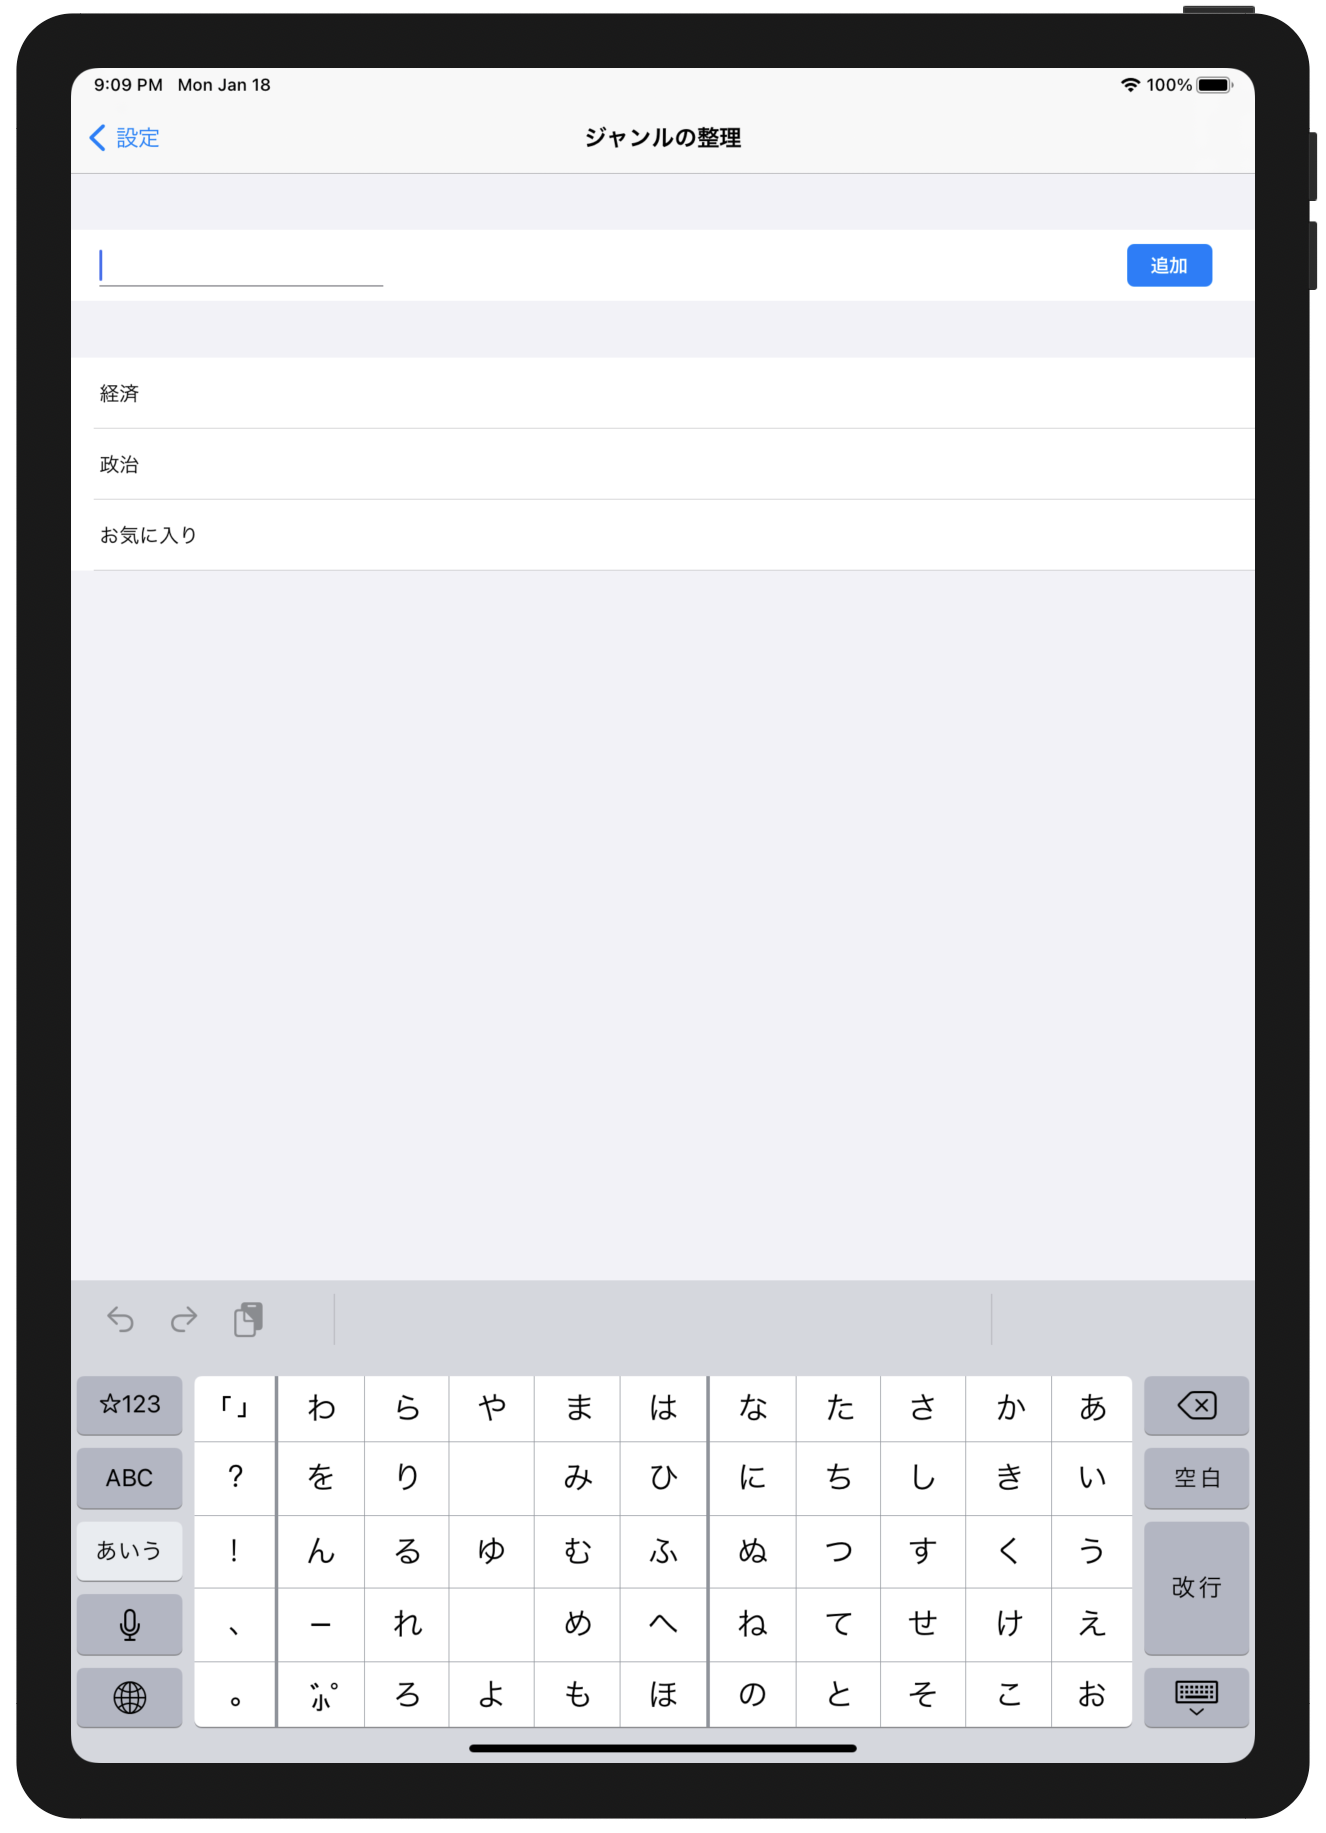 9:09 PM Mon Jan 18 100%
設定 ジャンルの整理
追加
経済
政治
お気に入り
☆123 「」 わ ら や ま は な た さ か あ
ABC ? を り み ひ に ち し き い 空白
あいう ! ん る ゆ む ふ ぬ つ す く う
改行
、 ー れ め へ ね て せ け え
。 ゛゜小 ろ よ も ほ の と そ こ お